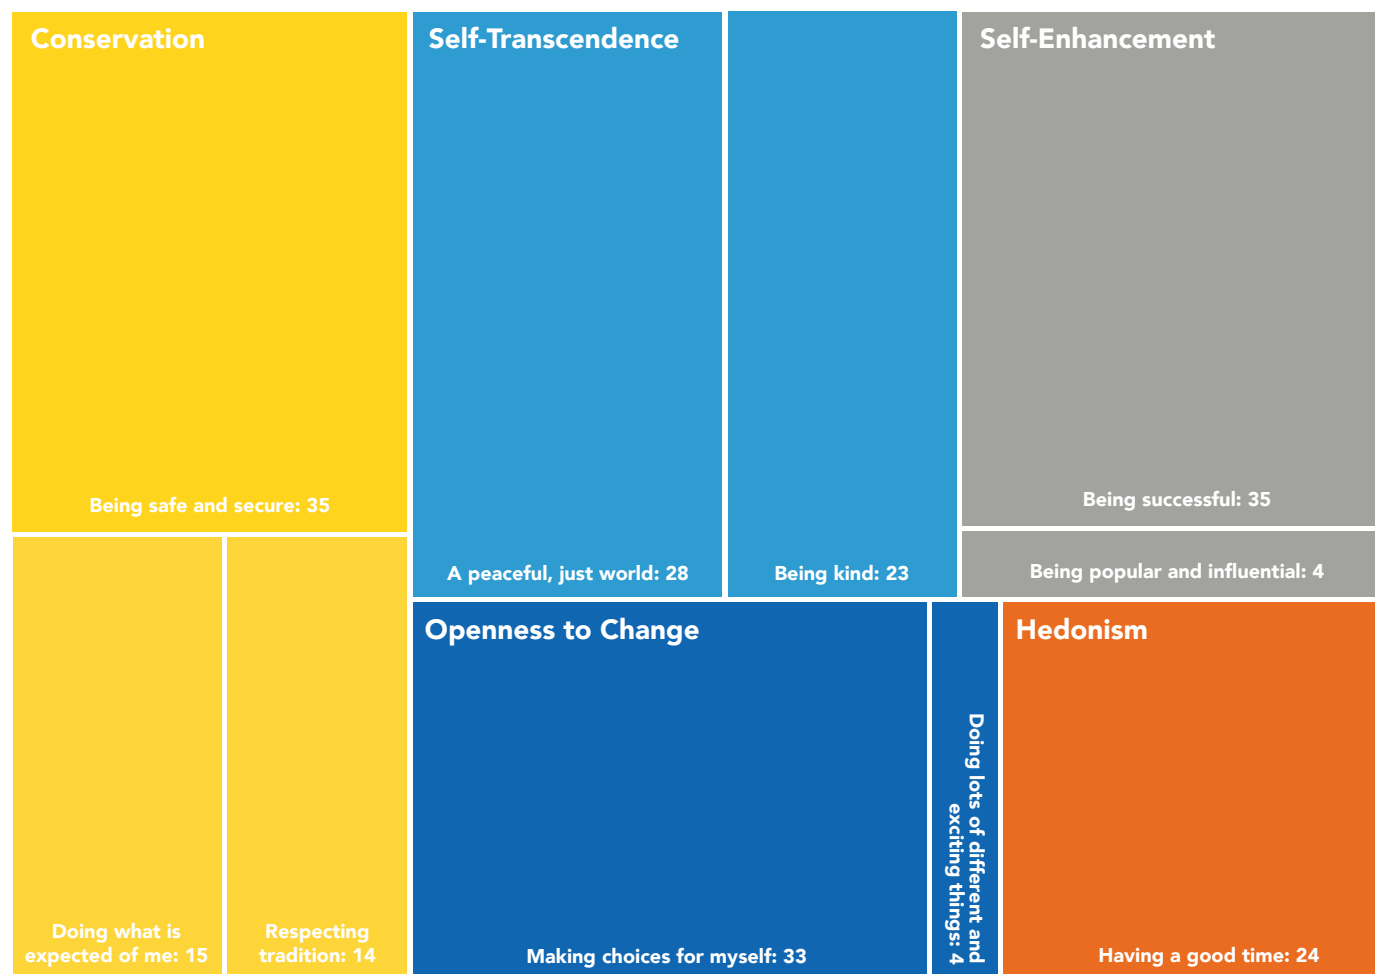 Conservation
Being safe and secure: 35
Doing what is
expected of me: 15
Respecting
tradition: 14
Self-Transcendence
A peaceful, just world: 28
Being kind: 23
Self-Enhancement
Being successful: 35
Being popular and influential: 4
Openness to Change
Making choices for myself: 33
Doing lots of different and
exciting things: 4
Hedonism
Having a good time: 24